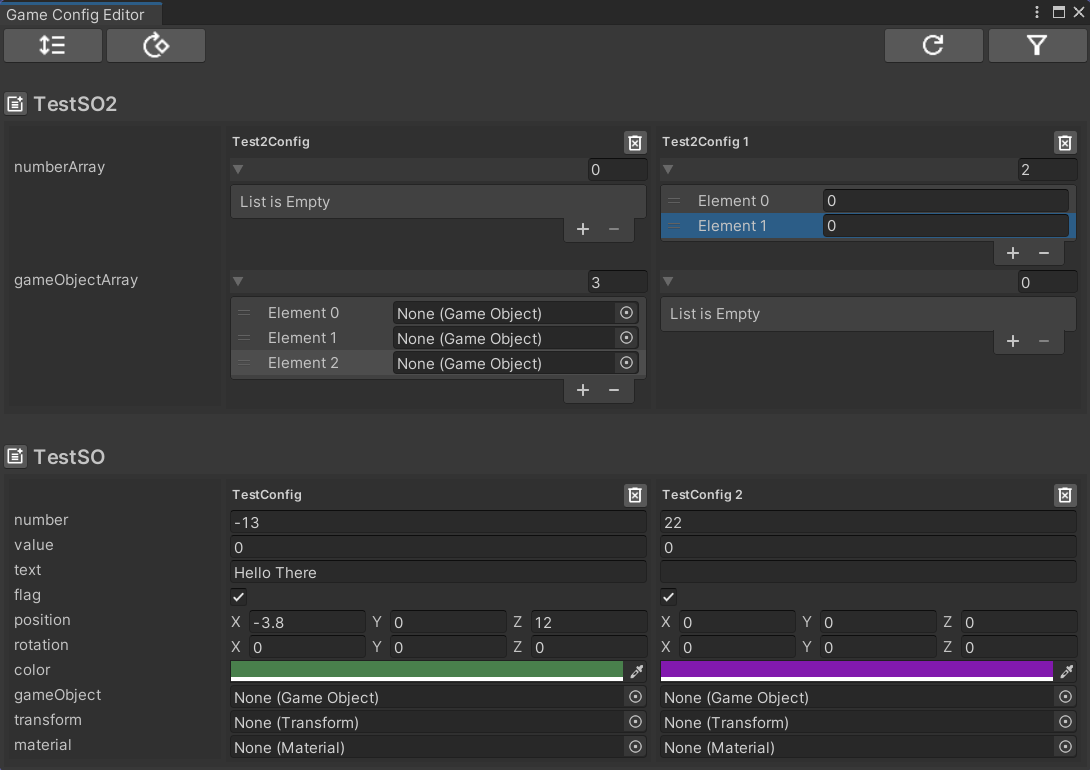 Game Config Editor
TestSO2
Test2Config Test2Config 1
numberArray 0 2
List is Empty Element 0 0
Element 1 0
+ − + −
gameObjectArray 3 0
Element 0 None (Game Object) List is Empty
Element 1 None (Game Object) + −
Element 2 None (Game Object)
+ −
TestSO
TestConfig TestConfig 2
number -13 22
value 0 0
text Hello There
flag
position X -3.8 Y 0 Z 12 X 0 Y 0 Z 0
rotation X 0 Y 0 Z 0 X 0 Y 0 Z 0
color
gameObject None (Game Object) None (Game Object)
transform None (Transform) None (Transform)
material None (Material) None (Material)